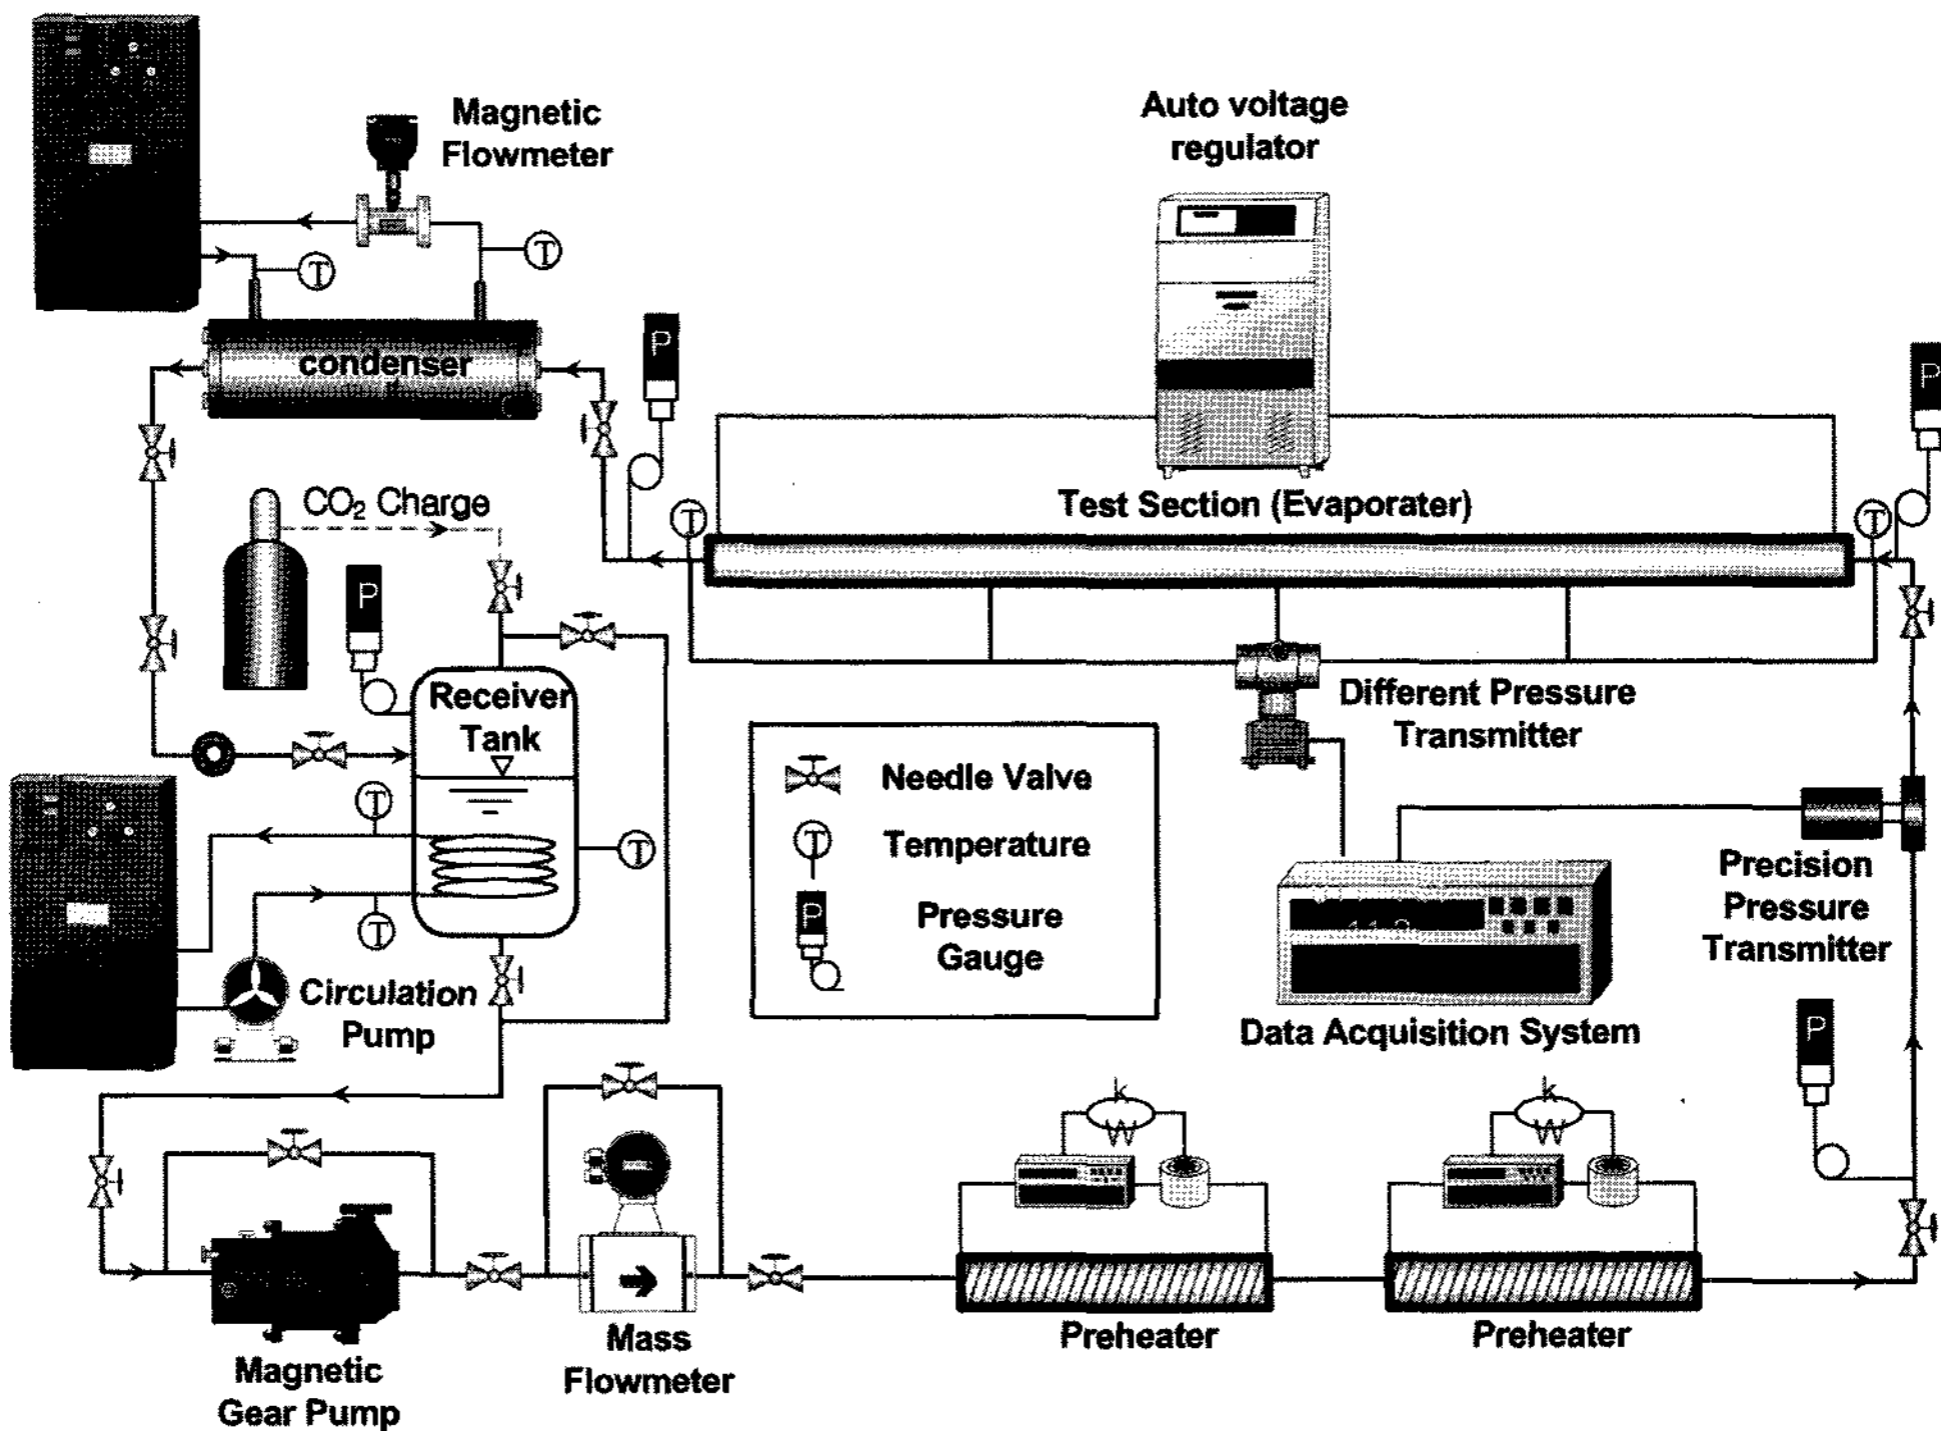 Magnetic
Flowmeter
Auto voltage
regulator
T
T
P
condenser
P
CO₂ Charge
Test Section (Evaporater)
T
T
P
Receiver
Tank
Different Pressure
Transmitter
Needle Valve
T
T
T
Temperature
Precision
Pressure
Transmitter
P
Pressure
Gauge
T
Circulation
Pump
Data Acquisition System
P
k
W
k
W
Preheater
Preheater
Mass
Flowmeter
Magnetic
Gear Pump